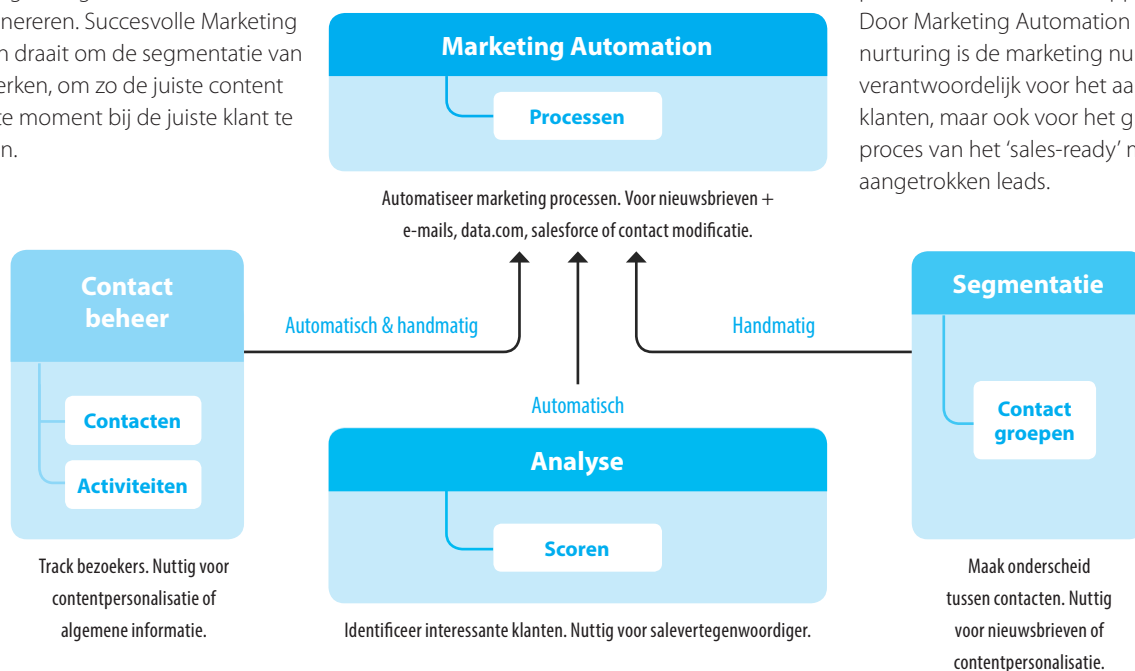 nereren. Succesvolle Marketing
draait om de segmentatie van
erken, om zo de juiste content
te moment bij de juiste klant te
n.
Door Marketing Automation
nurturing is de marketing nu
verantwoordelijk voor het aa
klanten, maar ook voor het g
proces van het ‘sales-ready’ m
aangetrokken leads.
Marketing Automation
Processen
Automatiseer marketing processen. Voor nieuwsbrieven +
e-mails, data.com, salesforce of contact modificatie.
Contact
beheer
Contacten
Activiteiten
Track bezoekers. Nuttig voor
contentpersonalisatie of
algemene informatie.
Automatisch & handmatig
Automatisch
Handmatig
Analyse
Scoren
Identificeer interessante klanten. Nuttig voor salevertegenwoordiger.
Segmentatie
Contact
groepen
Maak onderscheid
tussen contacten. Nuttig
voor nieuwsbrieven of
contentpersonalisatie.